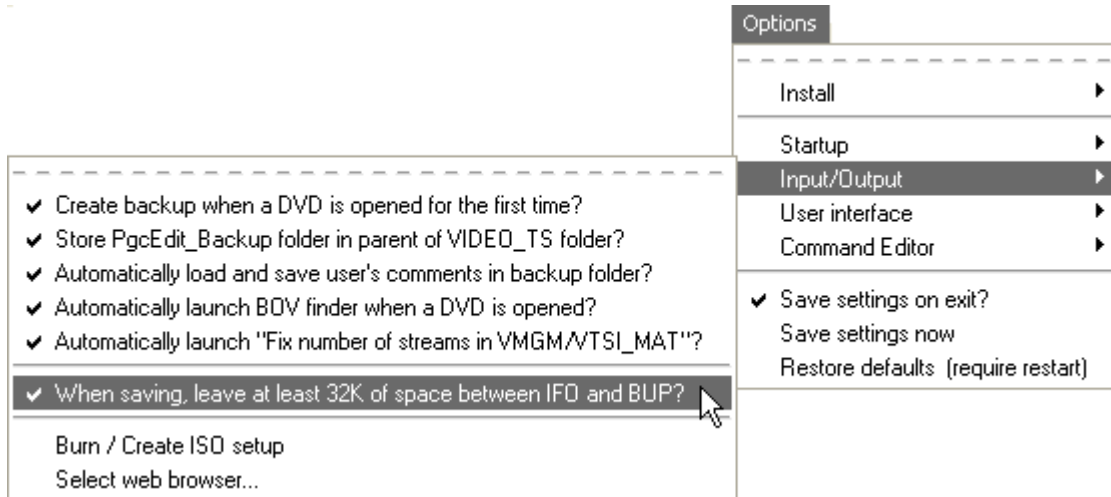 Options
Install
Startup
Input/Output
User interface
Command Editor
Save settings on exit?
Save settings now
Restore defaults (require restart)
Create backup when a DVD is opened for the first time?
Store PgcEdit_Backup folder in parent of VIDEO_TS folder?
Automatically load and save user's comments in backup folder?
Automatically launch BOV finder when a DVD is opened?
Automatically launch "Fix number of streams in VMGM/VTSI_MAT"?
When saving, leave at least 32K of space between IFO and BUP?
Burn / Create ISO setup
Select web browser...